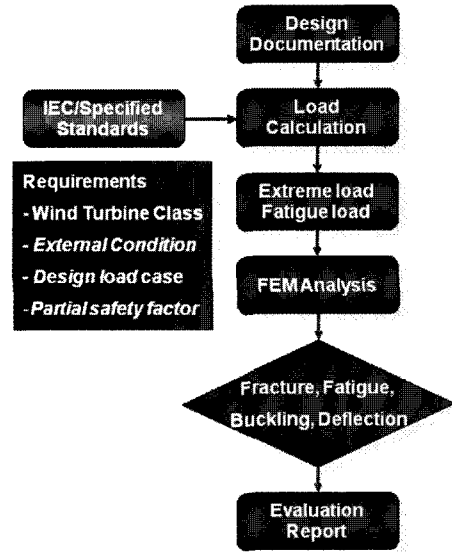 Design
Documentation
IEC/Specified
Standards
Load
Calculation
Requirements
- Wind Turbine Class
- External Condition
- Design load case
- Partial safety factor
Extreme load
Fatigue load
FEM Analysis
Fracture, Fatigue,
Buckling, Deflection
Evaluation
Report